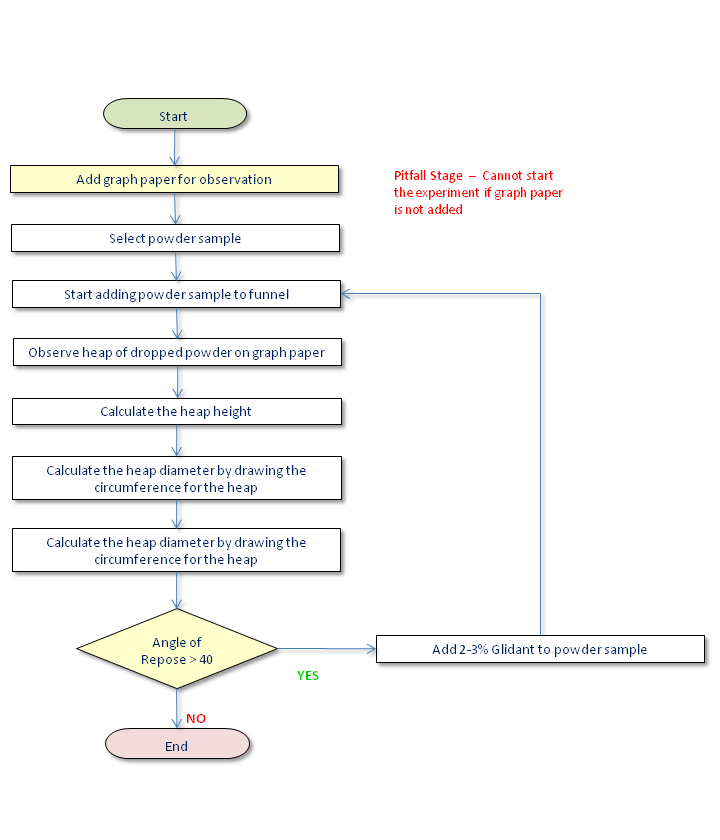 Start
Add graph paper for observation
Pitfall Stage – Cannot start
the experiment if graph paper
is not added
Select powder sample
Start adding powder sample to funnel
Observe heap of dropped powder on graph paper
Calculate the heap height
Calculate the heap diameter by drawing the
circumference for the heap
Calculate the heap diameter by drawing the
circumference for the heap
Angle of
Repose > 40
Add 2-3% Glidant to powder sample
YES
NO
End